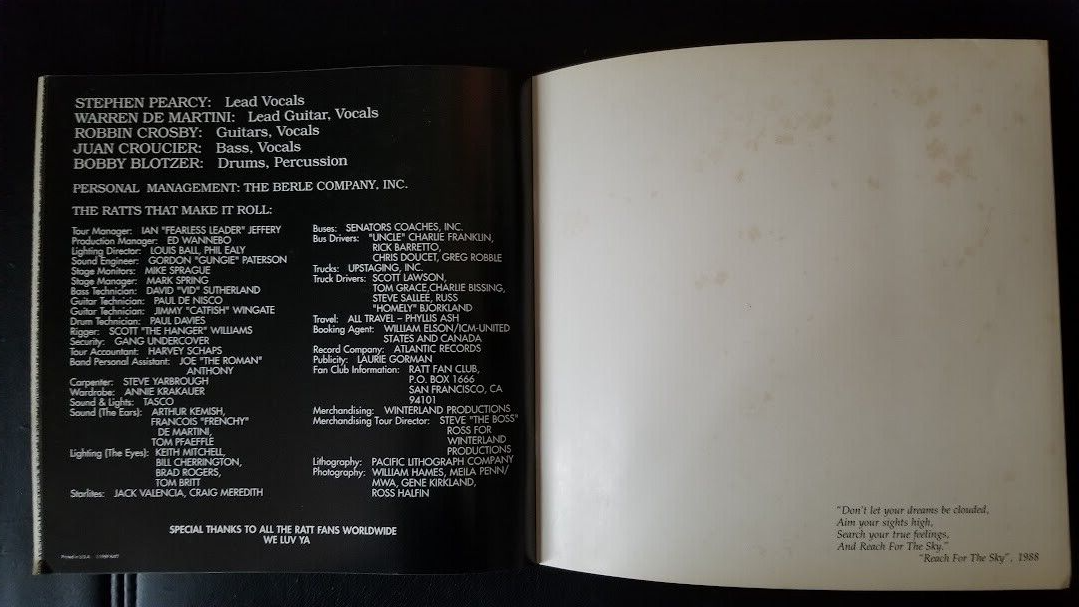 STEPHEN PEARCY: Lead Vocals
WARREN DE MARTINI: Lead Guitar, Vocals
ROBBIN CROSBY: Guitars, Vocals
JUAN CROUCIER: Bass, Vocals
BOBBY BLOTZER: Drums, Percussion
PERSONAL MANAGEMENT: THE BERLE COMPANY, INC.
THE RATTS THAT MAKE IT ROLL:
Tour Manager: IAN "FEARLESS LEADER" JEFFERY
Production Manager: ED WANNEBO
Lighting Director: LOUIS BALL, PHIL EALY
Sound Engineer: GORDON "GUNGIE" PATERSON
Stage Monitors: MIKE SPRAGUE
Stage Manager: MARK SPRING
Bass Technician: DAVID "VID" SUTHERLAND
Guitar Technician: PAUL DE NISCO
Guitar Technician: JIMMY "CATFISH" WINGATE
Drum Technician: PAUL DAVIES
Rigger: SCOTT "THE HANGER" WILLIAMS
Security: GANG UNDERCOVER
Tour Accountant: HARVEY SCHAPS
Band Personal Assistant: JOE "THE ROMAN"
ANTHONY
Carpenter: STEVE YARBROUGH
Wardrobe: ANNIE KRAKAUER
Sound & Lights: TASCO
Sound (The Ears): ARTHUR KEMISH,
FRANCOIS "FRENCHY"
DE MARTINI,
TOM PFAEFFLE
Lighting (The Eyes): KEITH MITCHELL,
BILL CHERRINGTON,
BRAD ROGERS,
TOM BRITT
Starlites: JACK VALENCIA, CRAIG MEREDITH
Buses: SENATORS COACHES, INC.
Bus Drivers: "UNCLE" CHARLIE FRANKLIN,
RICK BARRETTO,
CHRIS DOUCET, GREG ROBBLE
Trucks: UPSTAGING, INC.
Truck Drivers: SCOTT LAWSON,
TOM GRACE,CHARLIE BISSING,
STEVE SALLEE, RUSS
"HOMELY" BJORKLAND
Travel: ALL TRAVEL – PHYLLIS ASH
Booking Agent: WILLIAM ELSON/ICM-UNITED
STATES AND CANADA
Record Company: ATLANTIC RECORDS
Publicity: LAURIE GORMAN
Fan Club Information: RATT FAN CLUB,
P.O. BOX 1666
SAN FRANCISCO, CA
94101
Merchandising: WINTERLAND PRODUCTIONS
Merchandising Tour Director: STEVE "THE BOSS"
ROSS FOR
WINTERLAND
PRODUCTIONS
Lithography: PACIFIC LITHOGRAPH COMPANY
Photography: WILLIAM HAMES, MEILA PENN/
MWA, GENE KIRKLAND,
ROSS HALFIN
SPECIAL THANKS TO ALL THE RATT FANS WORLDWIDE
WE LUV YA
Printed in U.S.A.
"Don't let your dreams be clouded,
Aim your sights high,
Search your true feelings,
And Reach For The Sky."
"Reach For The Sky", 1988